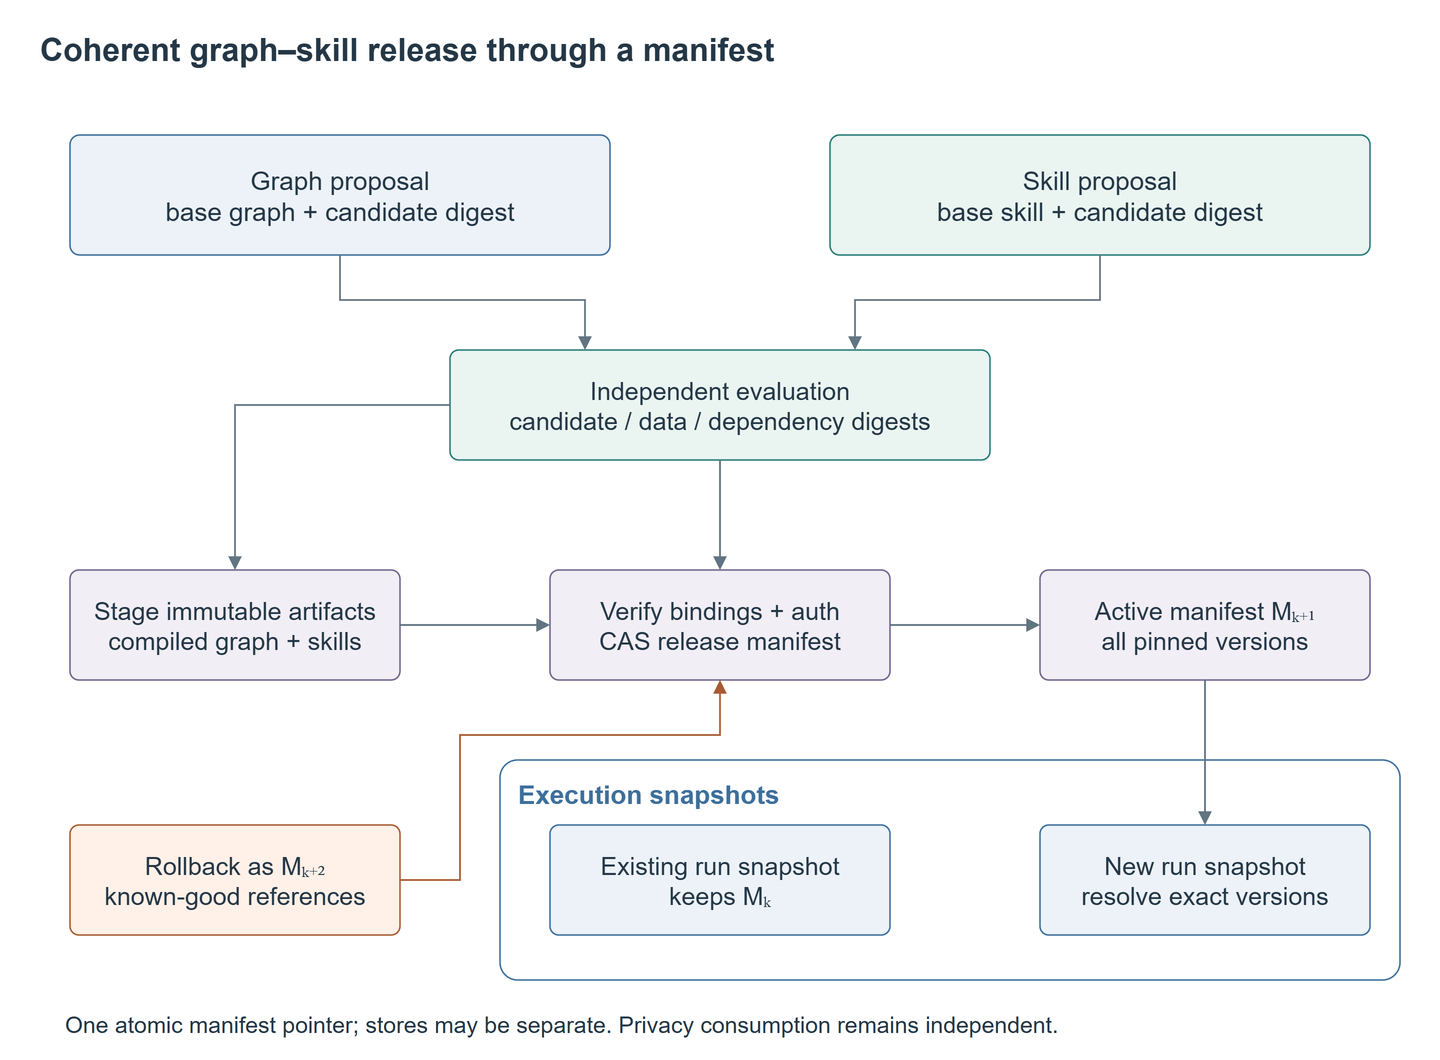 Coherent graph–skill release through a manifest
Graph proposal
base graph + candidate digest
Skill proposal
base skill + candidate digest
Independent evaluation
candidate / data / dependency digests
Stage immutable artifacts
compiled graph + skills
Verify bindings + auth
CAS release manifest
Active manifest Mₖ₊₁
all pinned versions
Execution snapshots
Rollback as Mₖ₊₂
known-good references
Existing run snapshot
keeps Mₖ
New run snapshot
resolve exact versions
One atomic manifest pointer; stores may be separate. Privacy consumption remains independent.